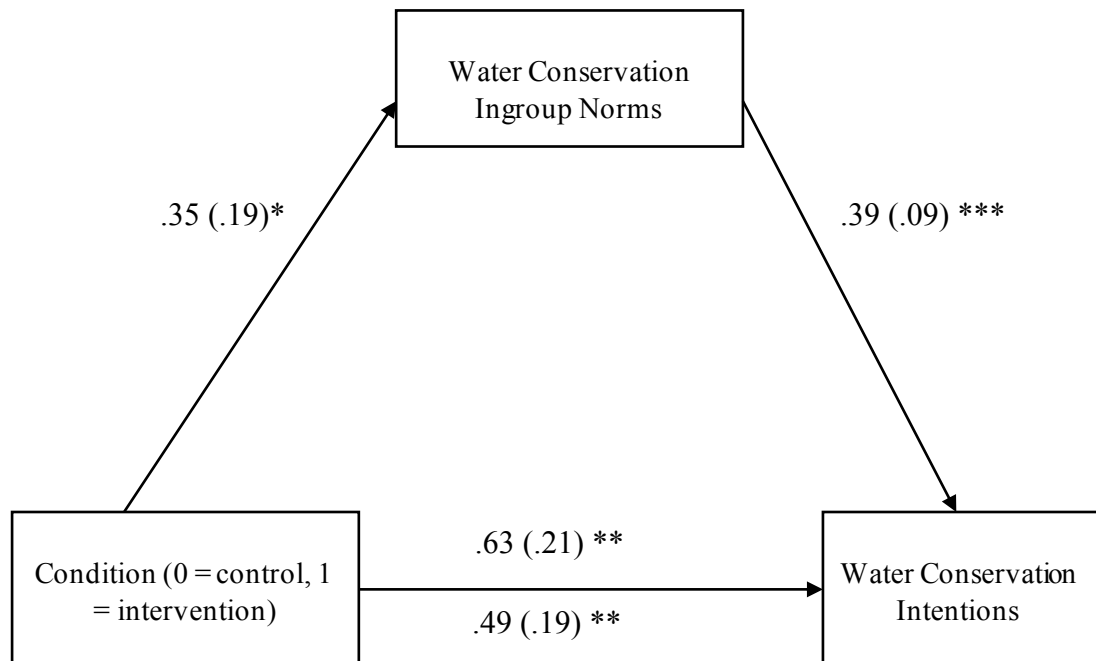 Water Conservation
Ingroup Norms
.35 (.19)*
.39 (.09) ***
.63 (.21) **
Condition (0 = control, 1
= intervention)
Water Conservation
Intentions
.49 (.19) **